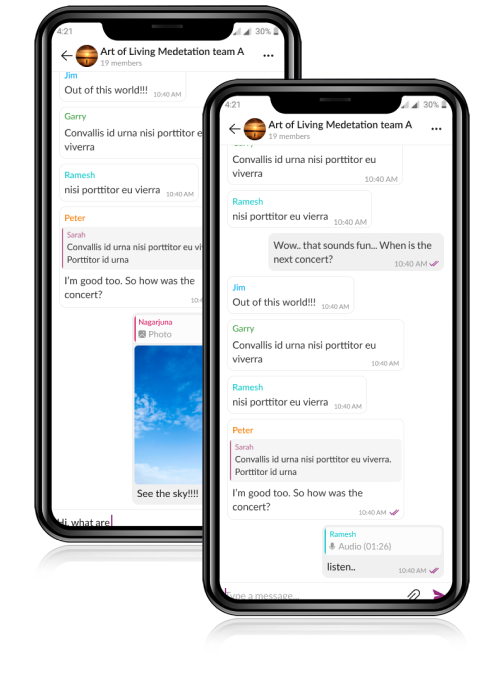 4:21
30%
Art of Living Medetation team A
19 members
Jim
Out of this world!!!
10:40 AM
Garry
Convallis id urna nisi porttitor e
viverra
Ramesh
nisi porttitor eu vierra
10:40 AM
Peter
Sarah
Convallis id urna nisi porttitor eu vi
Porttitor id urna
I'm good too. So how was the
concert?
10:4
Nagarjuna
Photo
See the sky!!!!
Hi, what are
4:21
30%
Art of Living Medetation team A
19 members
Convallis id urna nisi porttitor eu
viverra
10:40 AM
Ramesh
nisi porttitor eu vierra
10:40 AM
Wow.. that sounds fun... When is the
next concert?
10:40 AM
Jim
Out of this world!!!
10:40 AM
Garry
Convallis id urna nisi porttitor eu
viverra
10:40 AM
Ramesh
nisi porttitor eu vierra
10:40 AM
Peter
Sarah
Convallis id urna nisi porttitor eu viverra.
Porttitor id urna
I'm good too. So how was the
concert?
10:40 AM
Ramesh
Audio (01:26)
listen..
10:40 AM
Type a message...